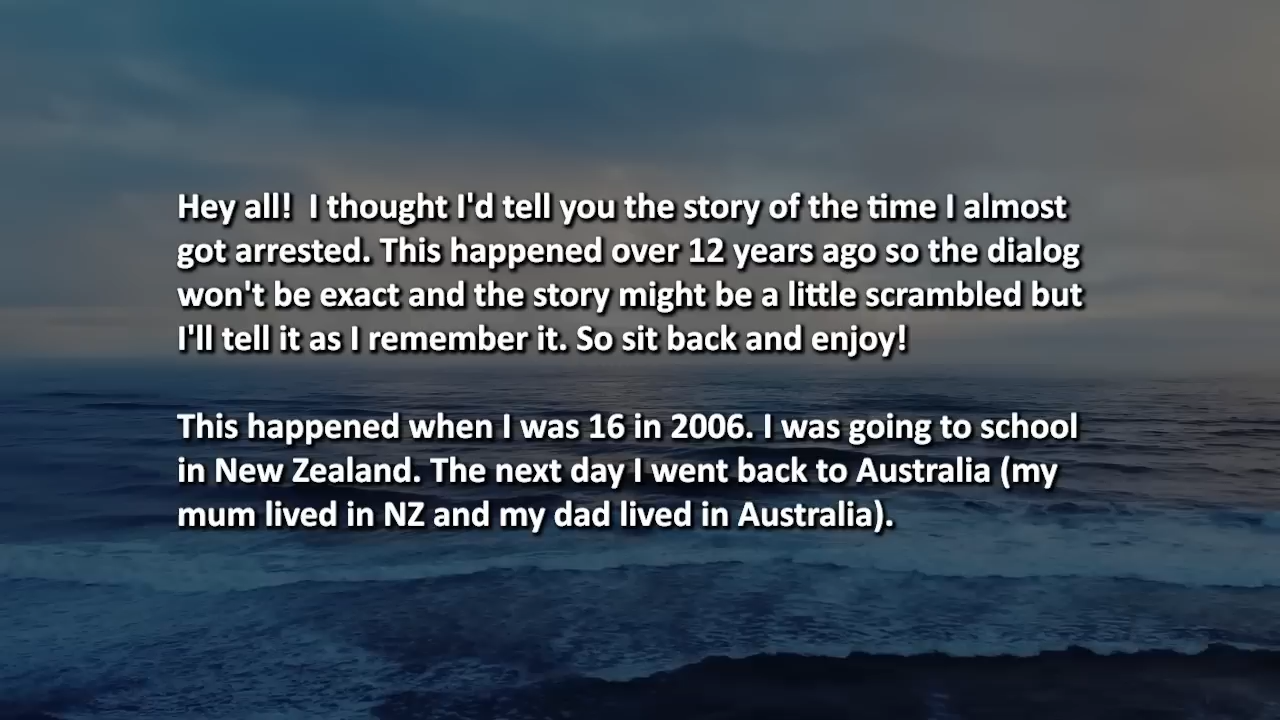 Hey all!  I thought I'd tell you the story of the time I almost
got arrested. This happened over 12 years ago so the dialog
won't be exact and the story might be a little scrambled but
I'll tell it as I remember it. So sit back and enjoy!
This happened when I was 16 in 2006. I was going to school
in New Zealand. The next day I went back to Australia (my
mum lived in NZ and my dad lived in Australia).